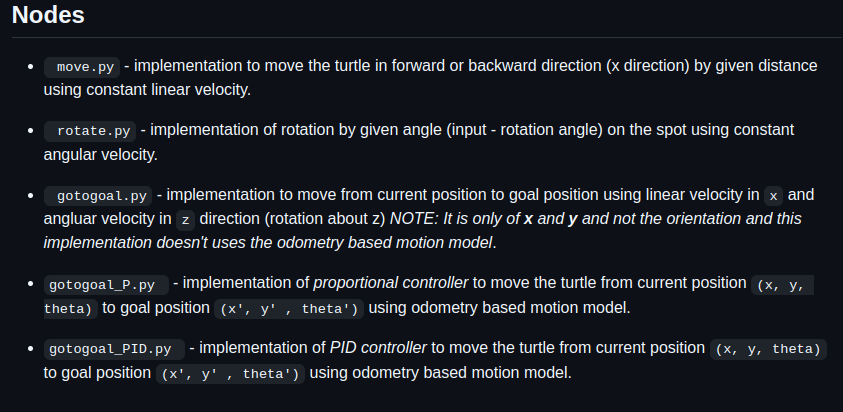 Nodes
• move.py - implementation to move the turtle in forward or backward direction (x direction) by given distance
using constant linear velocity.
• rotate.py - implementation of rotation by given angle (input - rotation angle) on the spot using constant
angular velocity.
• gotogoal.py - implementation to move from current position to goal position using linear velocity in x and
angluar velocity in z direction (rotation about z) NOTE: It is only of x and y and not the orientation and this
implementation doesn't uses the odometry based motion model.
• gotogoal_P.py - implementation of proportional controller to move the turtle from current position (x, y,
theta) to goal position (x', y' , theta') using odometry based motion model.
• gotogoal_PID.py - implementation of PID controller to move the turtle from current position (x, y, theta)
to goal position (x', y' , theta') using odometry based motion model.